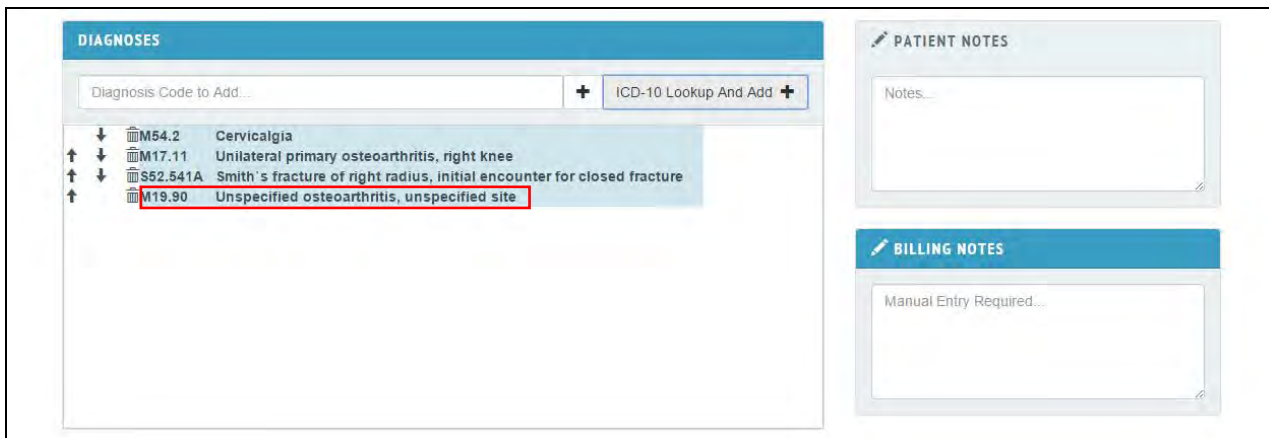 DIAGNOSES
Diagnosis Code to Add...
ICD-10 Lookup And Add
M54.2 Cervicalgia
M17.11 Unilateral primary osteoarthritis, right knee
S52.541A Smith`s fracture of right radius, initial encounter for closed fracture
M19.90 Unspecified osteoarthritis, unspecified site
PATIENT NOTES
Notes...
BILLING NOTES
Manual Entry Required...